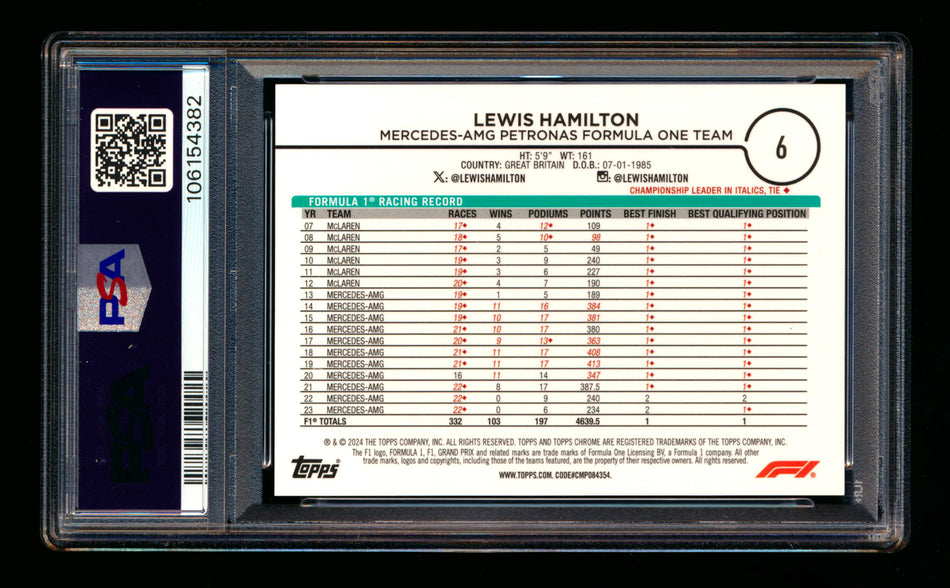 106154382
PSA
PSA
LEWIS HAMILTON
MERCEDES-AMG PETRONAS FORMULA ONE TEAM
6
HT: 5'9" WT: 161
COUNTRY: GREAT BRITAIN D.O.B.: 07-01-1985
X: @LEWISHAMILTON : @LEWISHAMILTON
CHAMPIONSHIP LEADER IN ITALICS, TIE ♦
FORMULA 1® RACING RECORD
YR TEAM RACES WINS PODIUMS POINTS BEST FINISH BEST QUALIFYING POSITION
07 McLAREN 17♦ 4 12♦ 109 1♦ 1♦
08 McLAREN 18♦ 5 10♦ 98 1♦ 1♦
09 McLAREN 17♦ 2 5 49 1♦ 1♦
10 McLAREN 19♦ 3 9 240 1♦ 1♦
11 McLAREN 19♦ 3 6 227 1♦ 1♦
12 McLAREN 20♦ 4 7 190 1♦ 1♦
13 MERCEDES-AMG 19♦ 1 5 189 1♦ 1♦
14 MERCEDES-AMG 19♦ 11 16 384 1♦ 1♦
15 MERCEDES-AMG 19♦ 10 17 381 1♦ 1♦
16 MERCEDES-AMG 21♦ 10 17 380 1♦ 1♦
17 MERCEDES-AMG 20♦ 9 13♦ 363 1♦ 1♦
18 MERCEDES-AMG 21♦ 11 17 408 1♦ 1♦
19 MERCEDES-AMG 21♦ 11 17 413 1♦ 1♦
20 MERCEDES-AMG 16 11 14 347 1♦ 1♦
21 MERCEDES-AMG 22♦ 8 17 387.5 1♦ 1♦
22 MERCEDES-AMG 22♦ 0 9 240 2 2
23 MERCEDES-AMG 22♦ 0 6 234 2 1♦
F1® TOTALS 332 103 197 4639.5 1 1
® & © 2024 THE TOPPS COMPANY, INC. ALL RIGHTS RESERVED. TOPPS AND TOPPS CHROME ARE REGISTERED TRADEMARKS OF THE TOPPS COMPANY, INC.
The F1 logo, FORMULA 1, F1, GRAND PRIX and related marks are trade marks of Formula One Licensing BV, a Formula 1 company. All other
trade marks, logos and copyrights, including those of the teams featured, are the property of their respective owners. All rights reserved.
WWW.TOPPS.COM. CODE#CMP084354.
Topps®
F1®